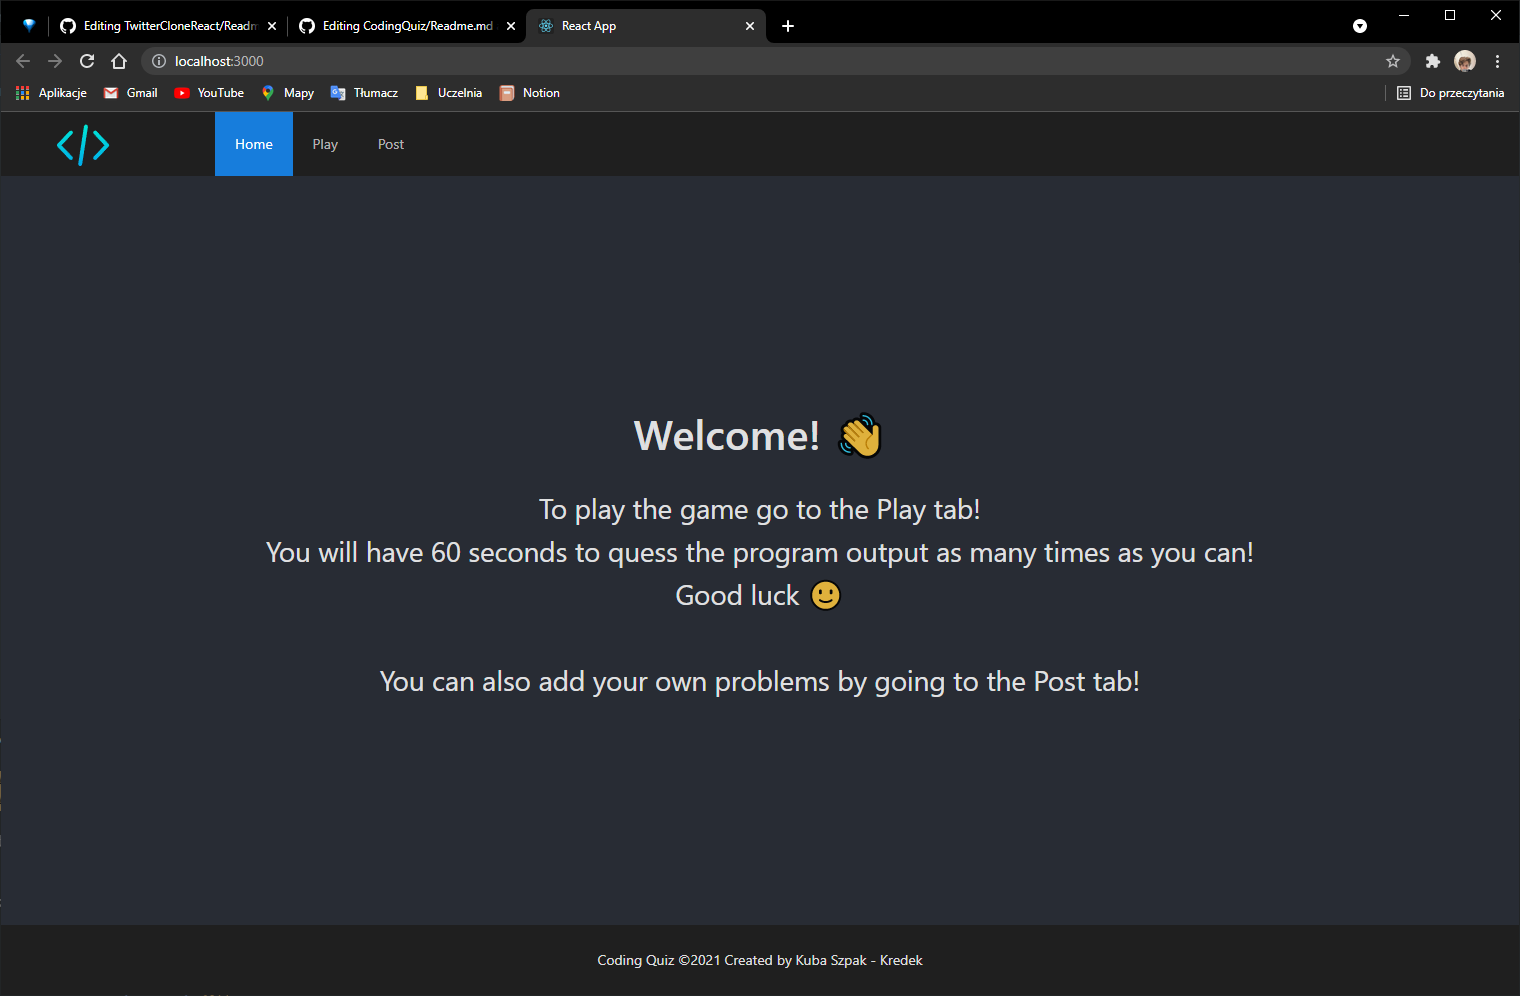 Editing TwitterCloneReact/Readm
Editing CodingQuiz/Readme.md
React App
localhost:3000
Aplikacje
Gmail
YouTube
Mapy
Tłumacz
Uczelnia
Notion
Do przeczytania
</>
Home
Play
Post
Welcome! 👋
To play the game go to the Play tab!
You will have 60 seconds to quess the program output as many times as you can!
Good luck 🙂
You can also add your own problems by going to the Post tab!
Coding Quiz ©2021 Created by Kuba Szpak - Kredek